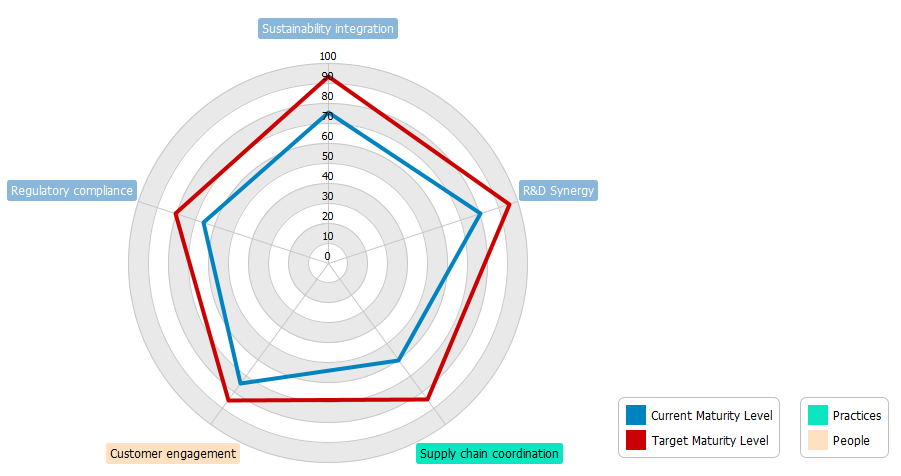 Sustainability integration
100
90
80
70
60
50
40
30
20
10
0
Regulatory compliance
R&D Synergy
Customer engagement
Supply chain coordination
Current Maturity Level
Target Maturity Level
Practices
People